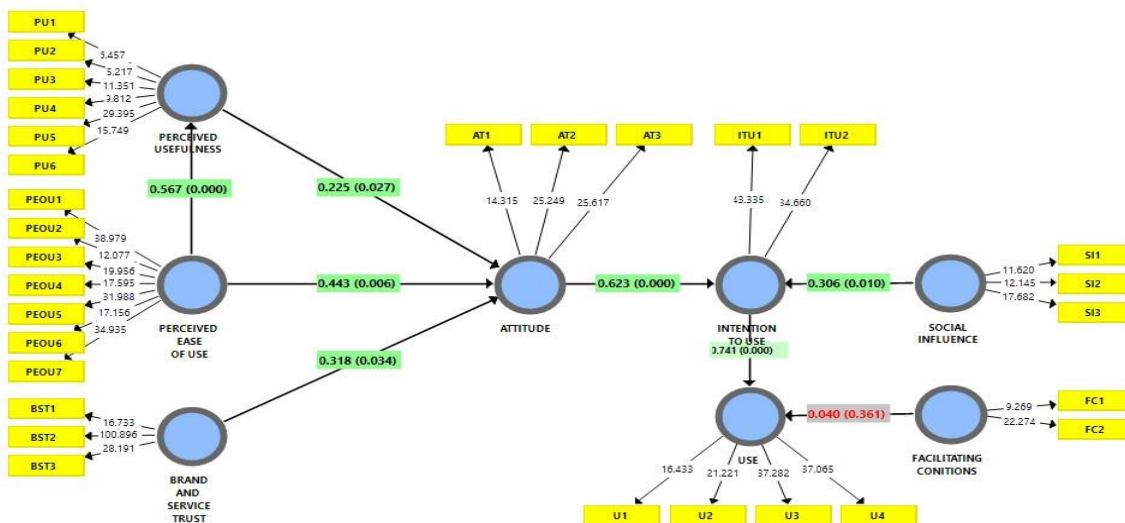 PU1
PU2
PU3
PU4
PU5
PU6
5.217
11.351
9.812
29.395
15.749
PERCEIVED
USEFULNESS
0.567 (0.000)
0.225 (0.027)
AT1
AT2
AT3
14.315
25.249
25.617
ITU1
ITU2
43.335
34.660
PEOU1
PEOU2
PEOU3
PEOU4
PEOU5
PEOU6
PEOU7
38.979
12.077
19.956
17.595
31.988
17.156
34.935
PERCEIVED
EASE
OF USE
0.443 (0.006)
ATTITUDE
0.623 (0.000)
INTENTION
TO USE
0.306 (0.010)
SOCIAL
INFLUENCE
11.620
12.145
17.682
SI1
SI2
SI3
0.741 (0.000)
0.318 (0.034)
BST1
BST2
BST3
16.733
100.896
28.191
BRAND
AND
SERVICE
TRUST
USE
0.040 (0.361)
FACILITATING
CONITIONS
9.269
22.274
FC1
FC2
16.433
21.221
37.282
37.065
U1
U2
U3
U4